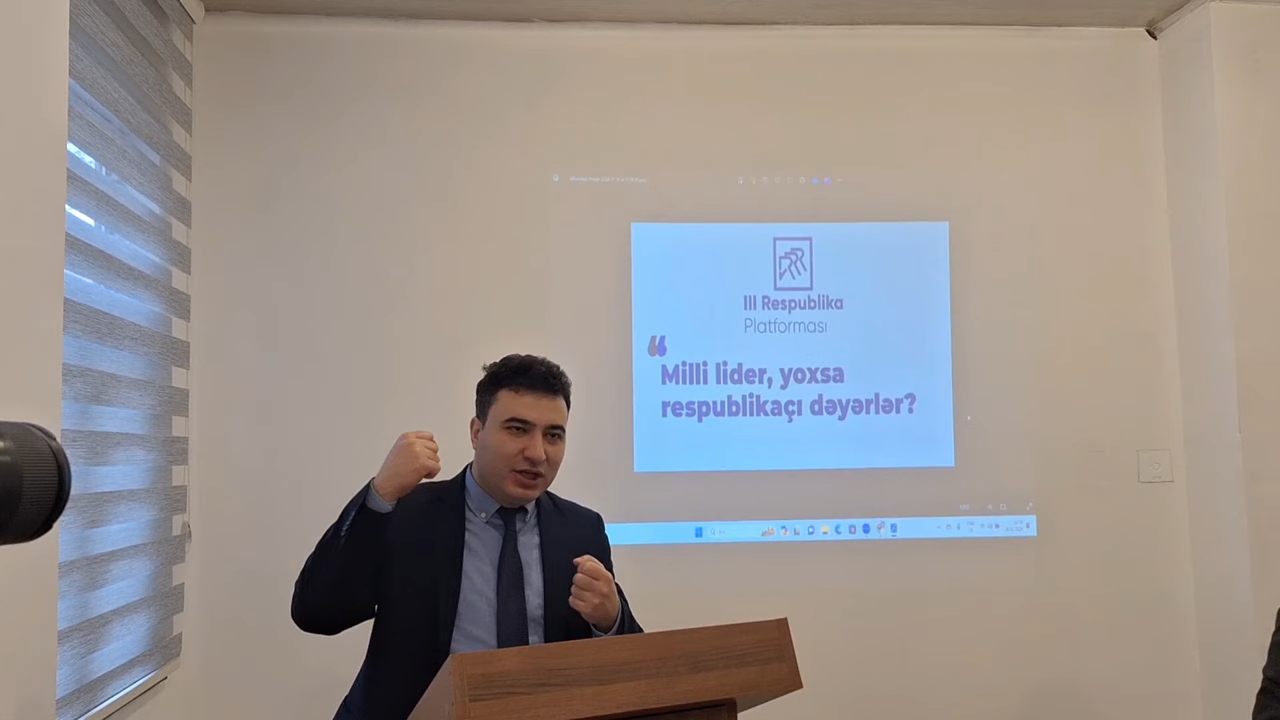 III Respublika
Platforması
Milli lider, yoxsa
respublikaçı dəyərlər?